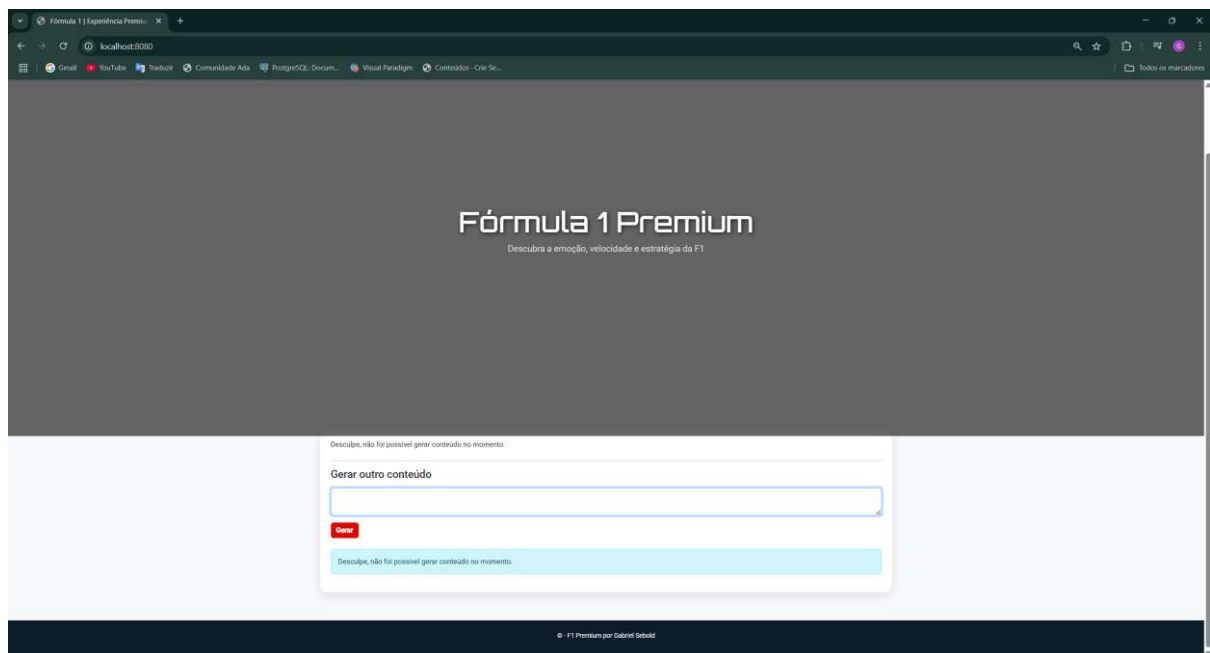 Fórmula 1 | Experiência Premiu
localhost:8080
Gmail YouTube Traduzir Comunidade Ada PostgreSQL: Docum... Visual Paradigm Conteúdos - Crie Se...
Todos os marcadores
Fórmula 1 Premium
Descubra a emoção, velocidade e estratégia da F1
Desculpe, não foi possível gerar conteúdo no momento.
Gerar outro conteúdo
Gerar
Desculpe, não foi possível gerar conteúdo no momento.
© - F1 Premium por Gabriel Sebold